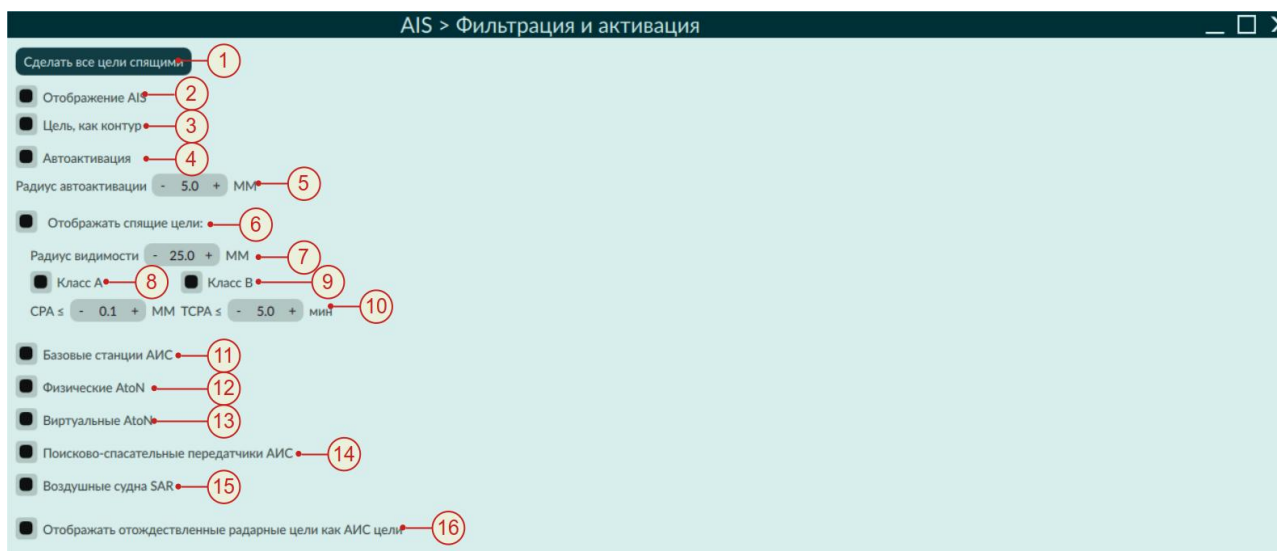 AIS > Фильтрация и активация
Сделать все цели спящими 1
Отображение AIS 2
Цель, как контур 3
Автоактивация 4
Радиус автоактивации - 5.0 + ММ 5
Отображать спящие цели: 6
Радиус видимости - 25.0 + ММ 7
Класс А 8 Класс В 9
CPA ≤ - 0.1 + ММ TCPA ≤ - 5.0 + мин 10
Базовые станции АИС 11
Физические AtoN 12
Виртуальные AtoN 13
Поисково-спасательные передатчики АИС 14
Воздушные судна SAR 15
Отображать отождествленные радарные цели как АИС цели 16